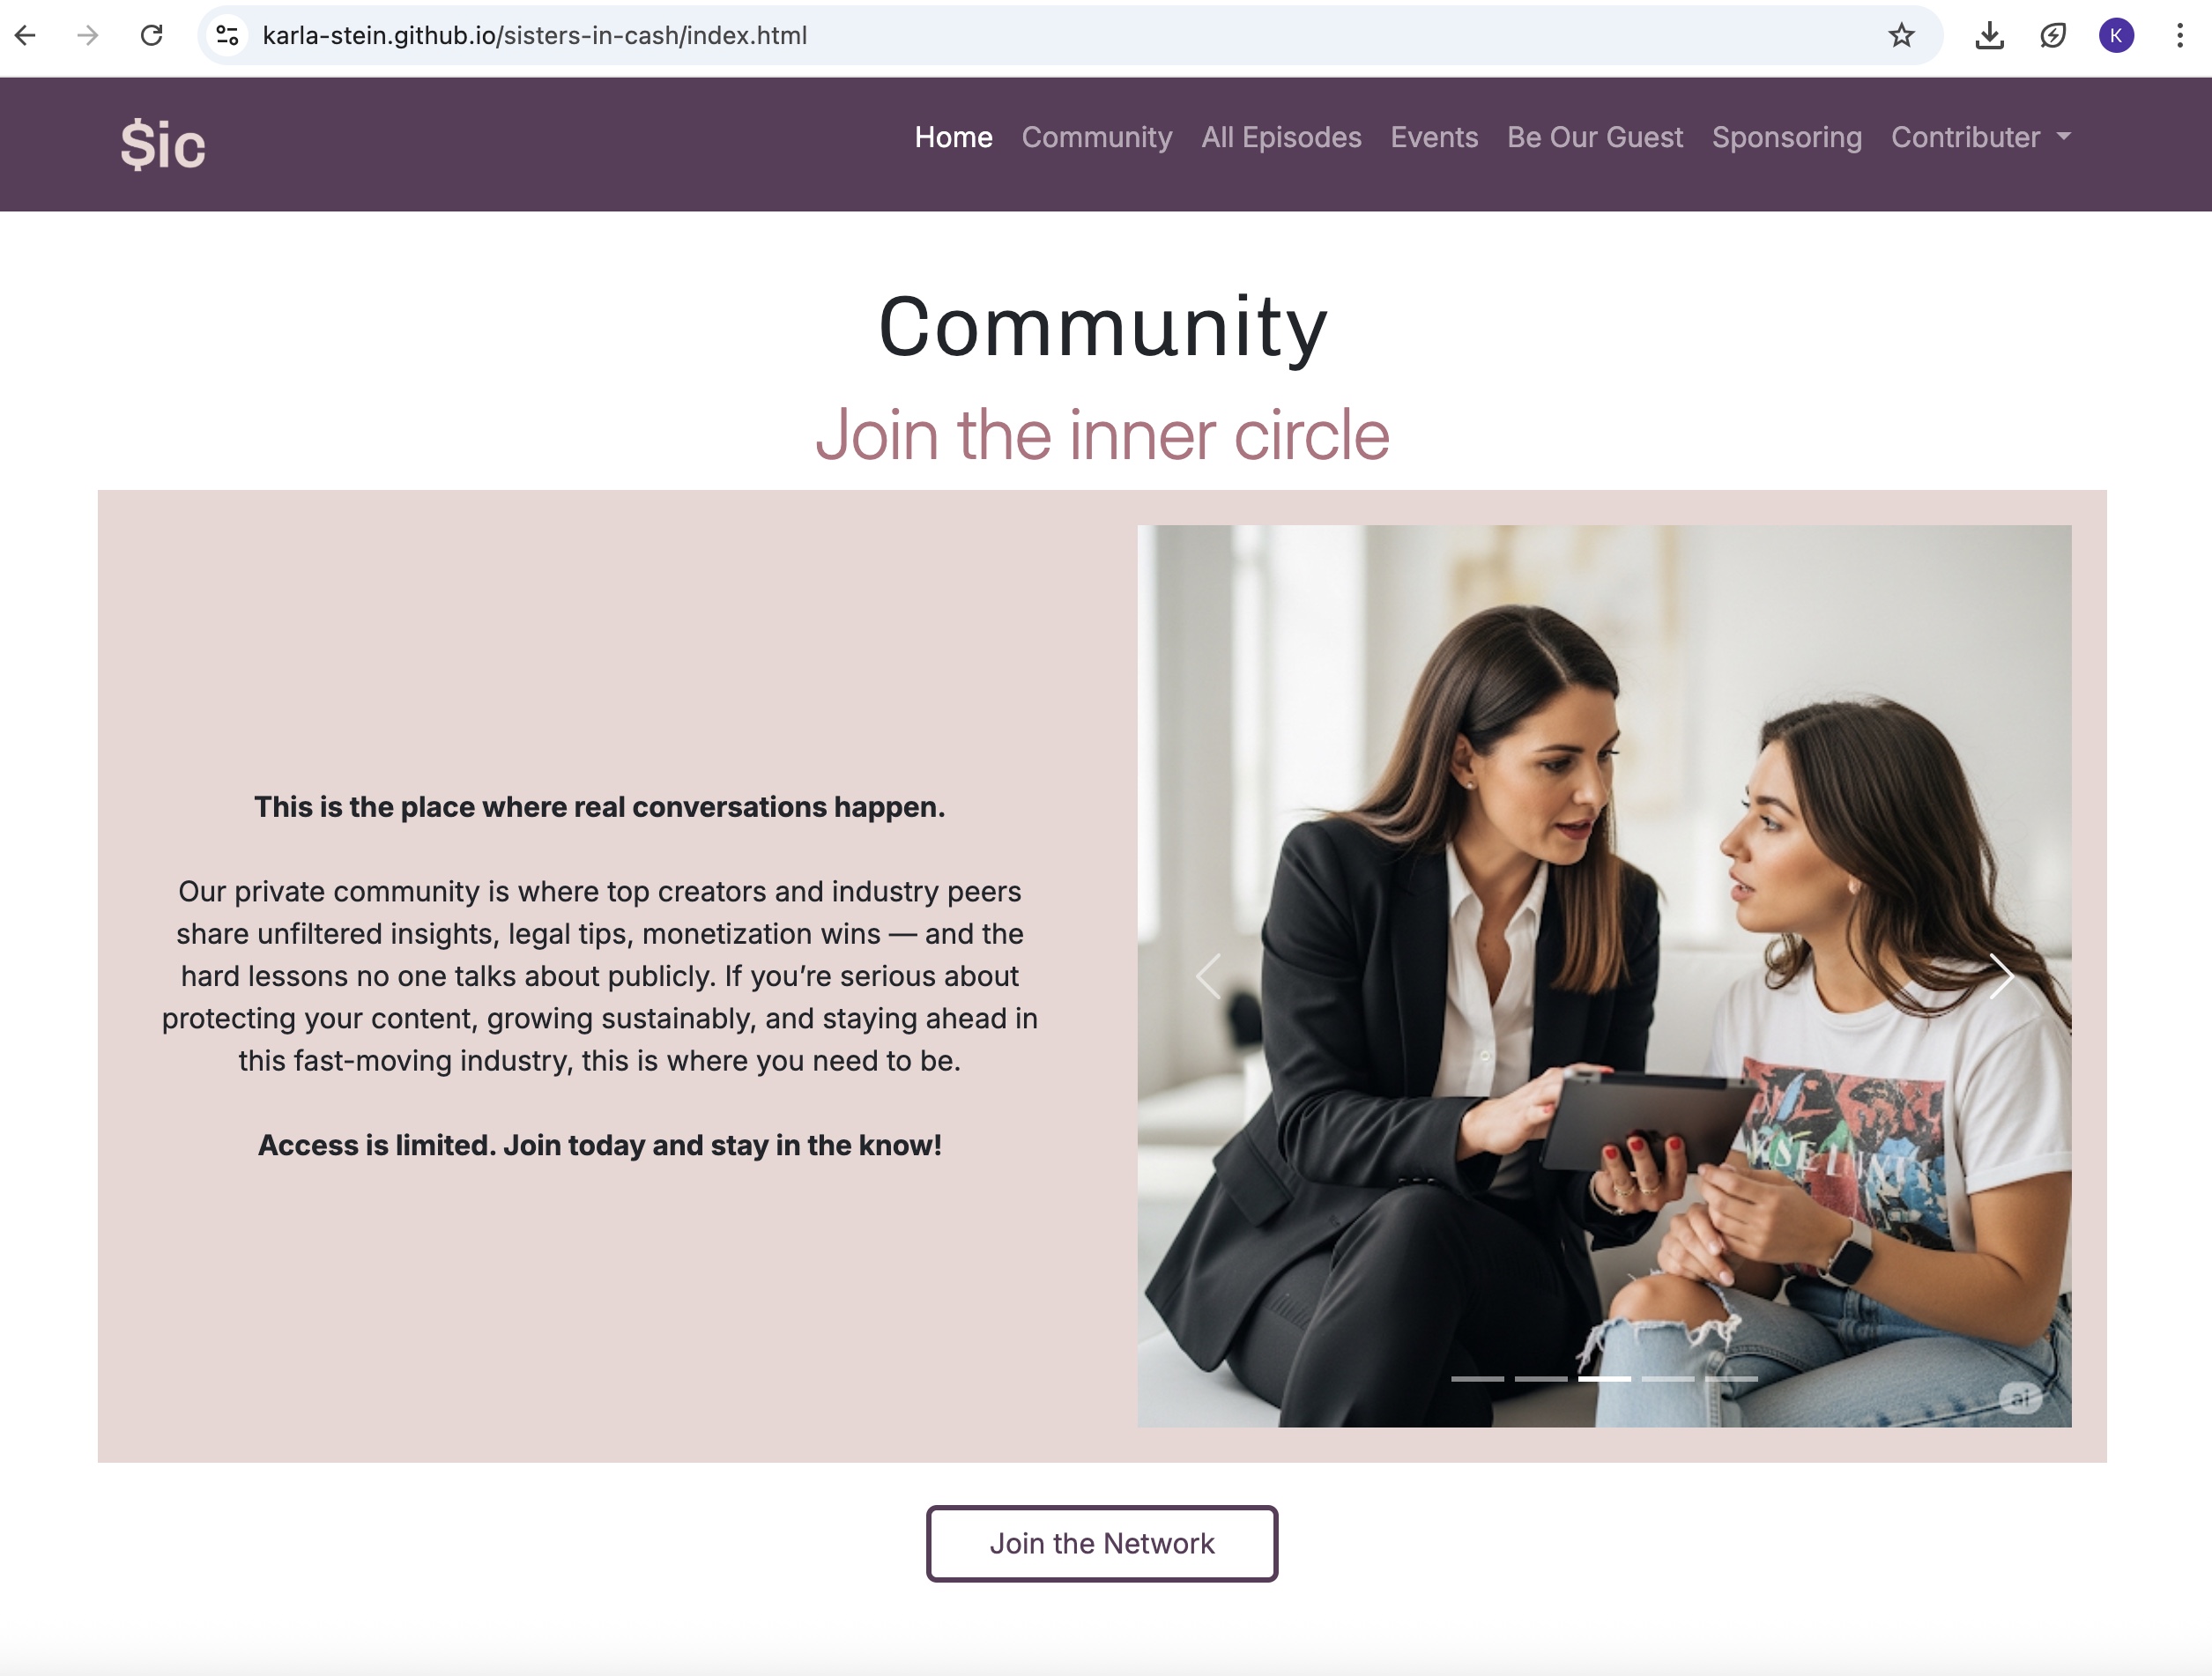 karla-stein.github.io/sisters-in-cash/index.html
K
$ic
Home Community All Episodes Events Be Our Guest Sponsoring Contributer
Community
Join the inner circle
This is the place where real conversations happen.
Our private community is where top creators and industry peers
share unfiltered insights, legal tips, monetization wins — and the
hard lessons no one talks about publicly. If you’re serious about
protecting your content, growing sustainably, and staying ahead in
this fast-moving industry, this is where you need to be.
Access is limited. Join today and stay in the know!
ai
Join the Network